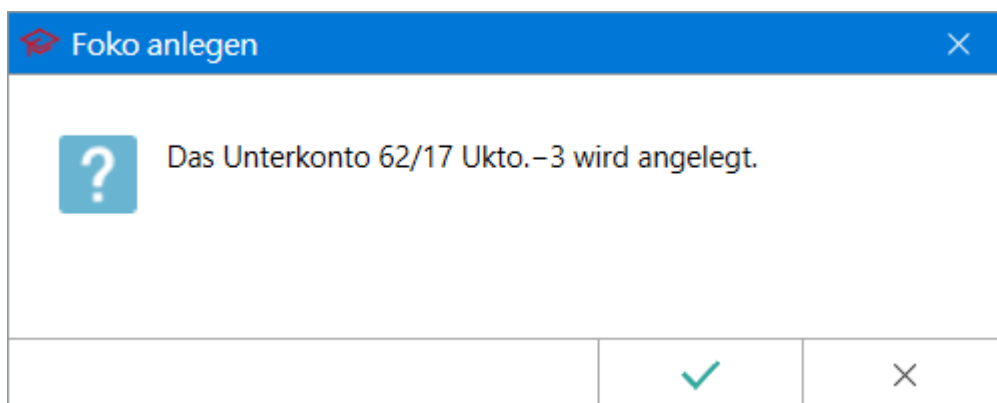 Foko anlegen
Das Unterkonto 62/17 Ukto.−3 wird angelegt.